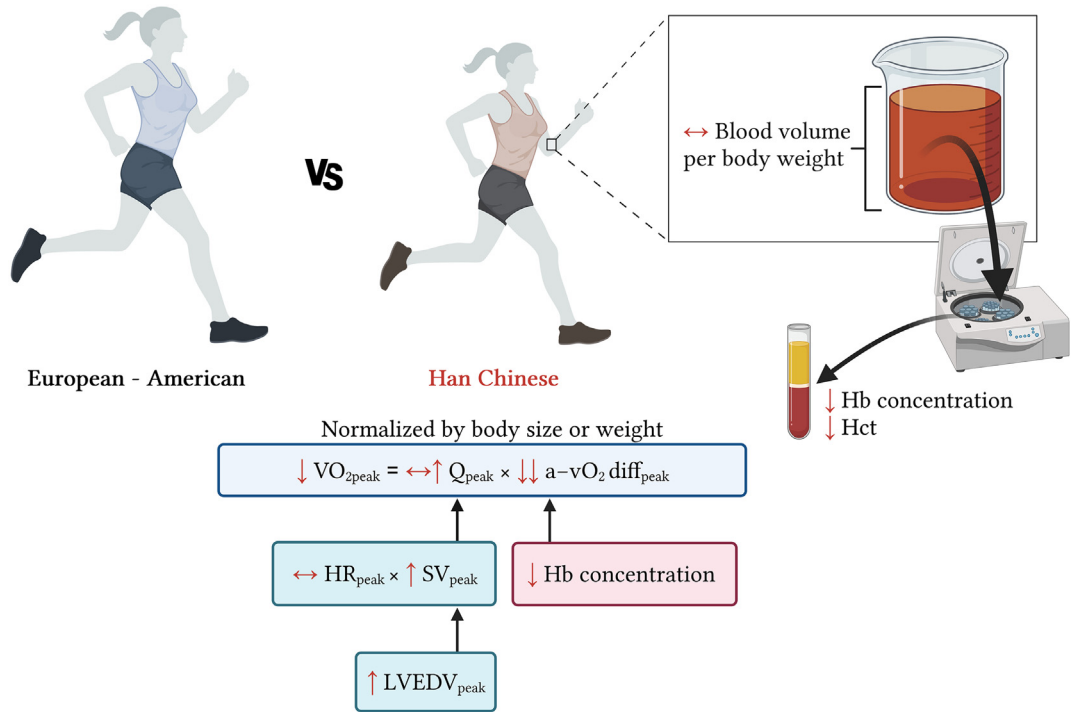 VS
↔ Blood volume
per body weight
European - American
Han Chinese
↓ Hb concentration
↓ Hct
Normalized by body size or weight
↓ VO2peak = ↔↑ Qpeak × ↓↓ a–vO2 diffpeak
↔ HRpeak × ↑ SVpeak
↓ Hb concentration
↑ LVEDVpeak